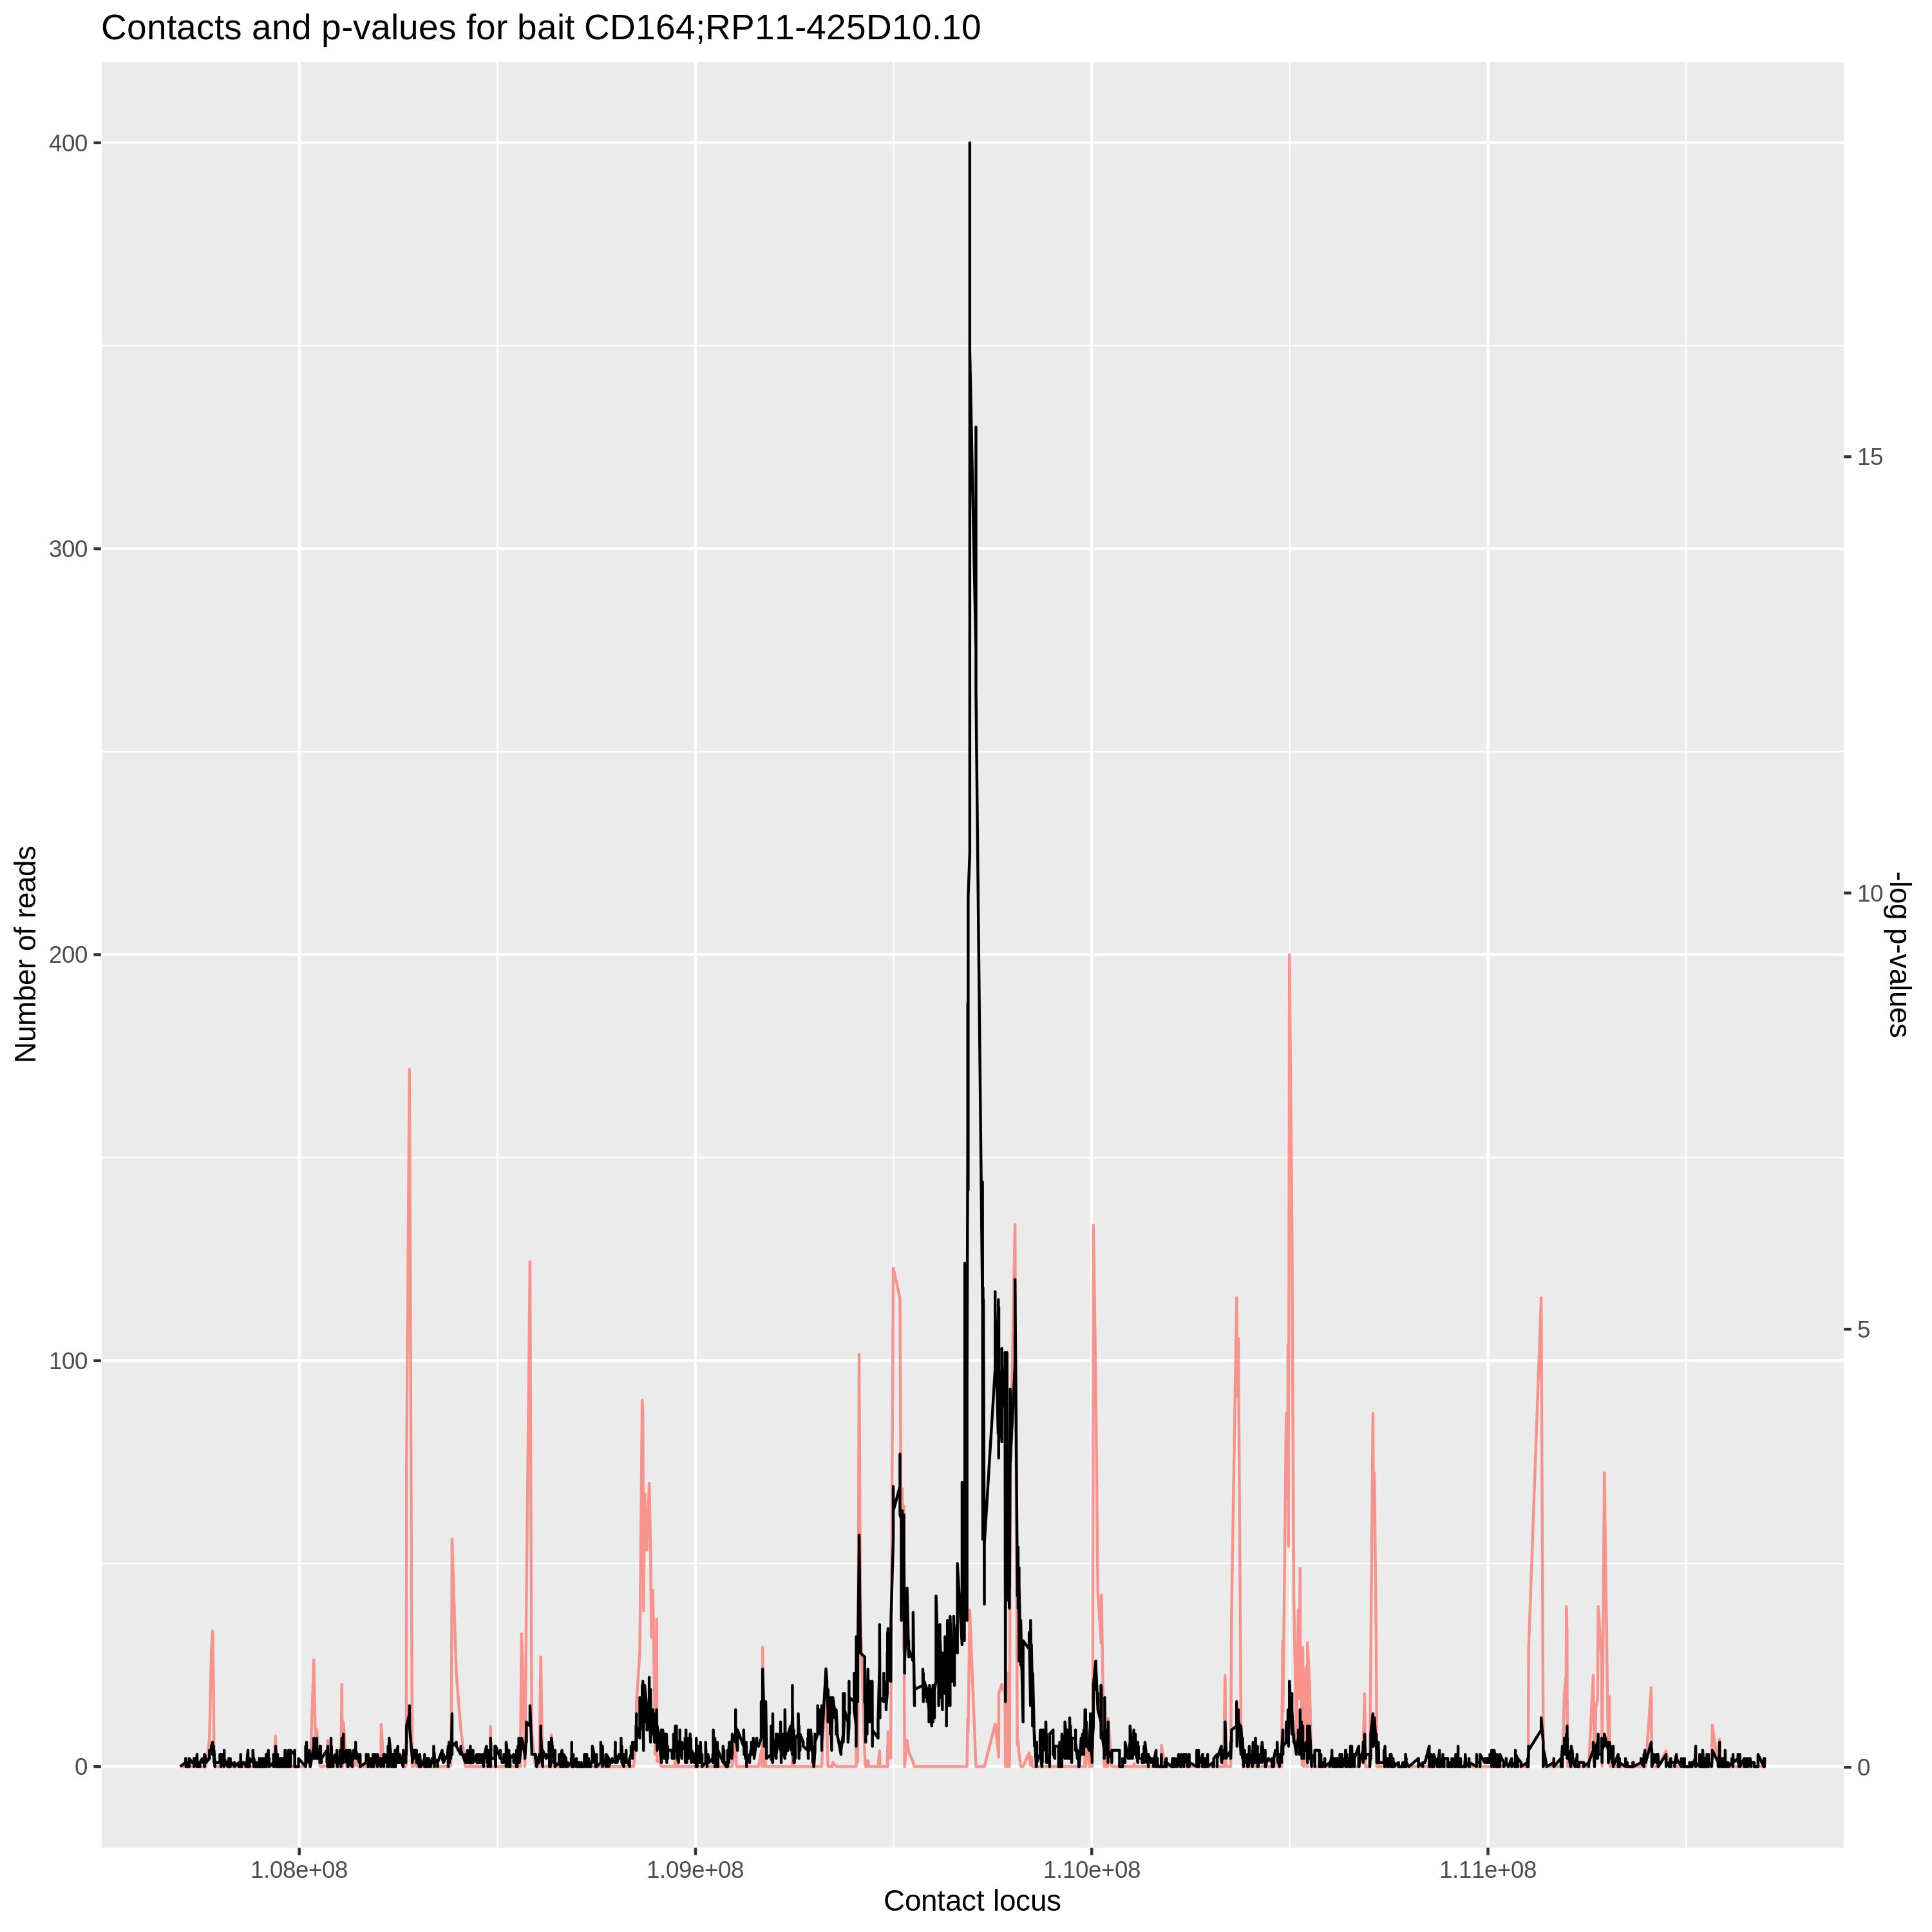 Contacts and p-values for bait CD164;RP11-425D10.10
400
300
200
100
0
Number of reads
15
10
5
0
-log p-values
1.08e+08
1.09e+08
1.10e+08
1.11e+08
Contact locus